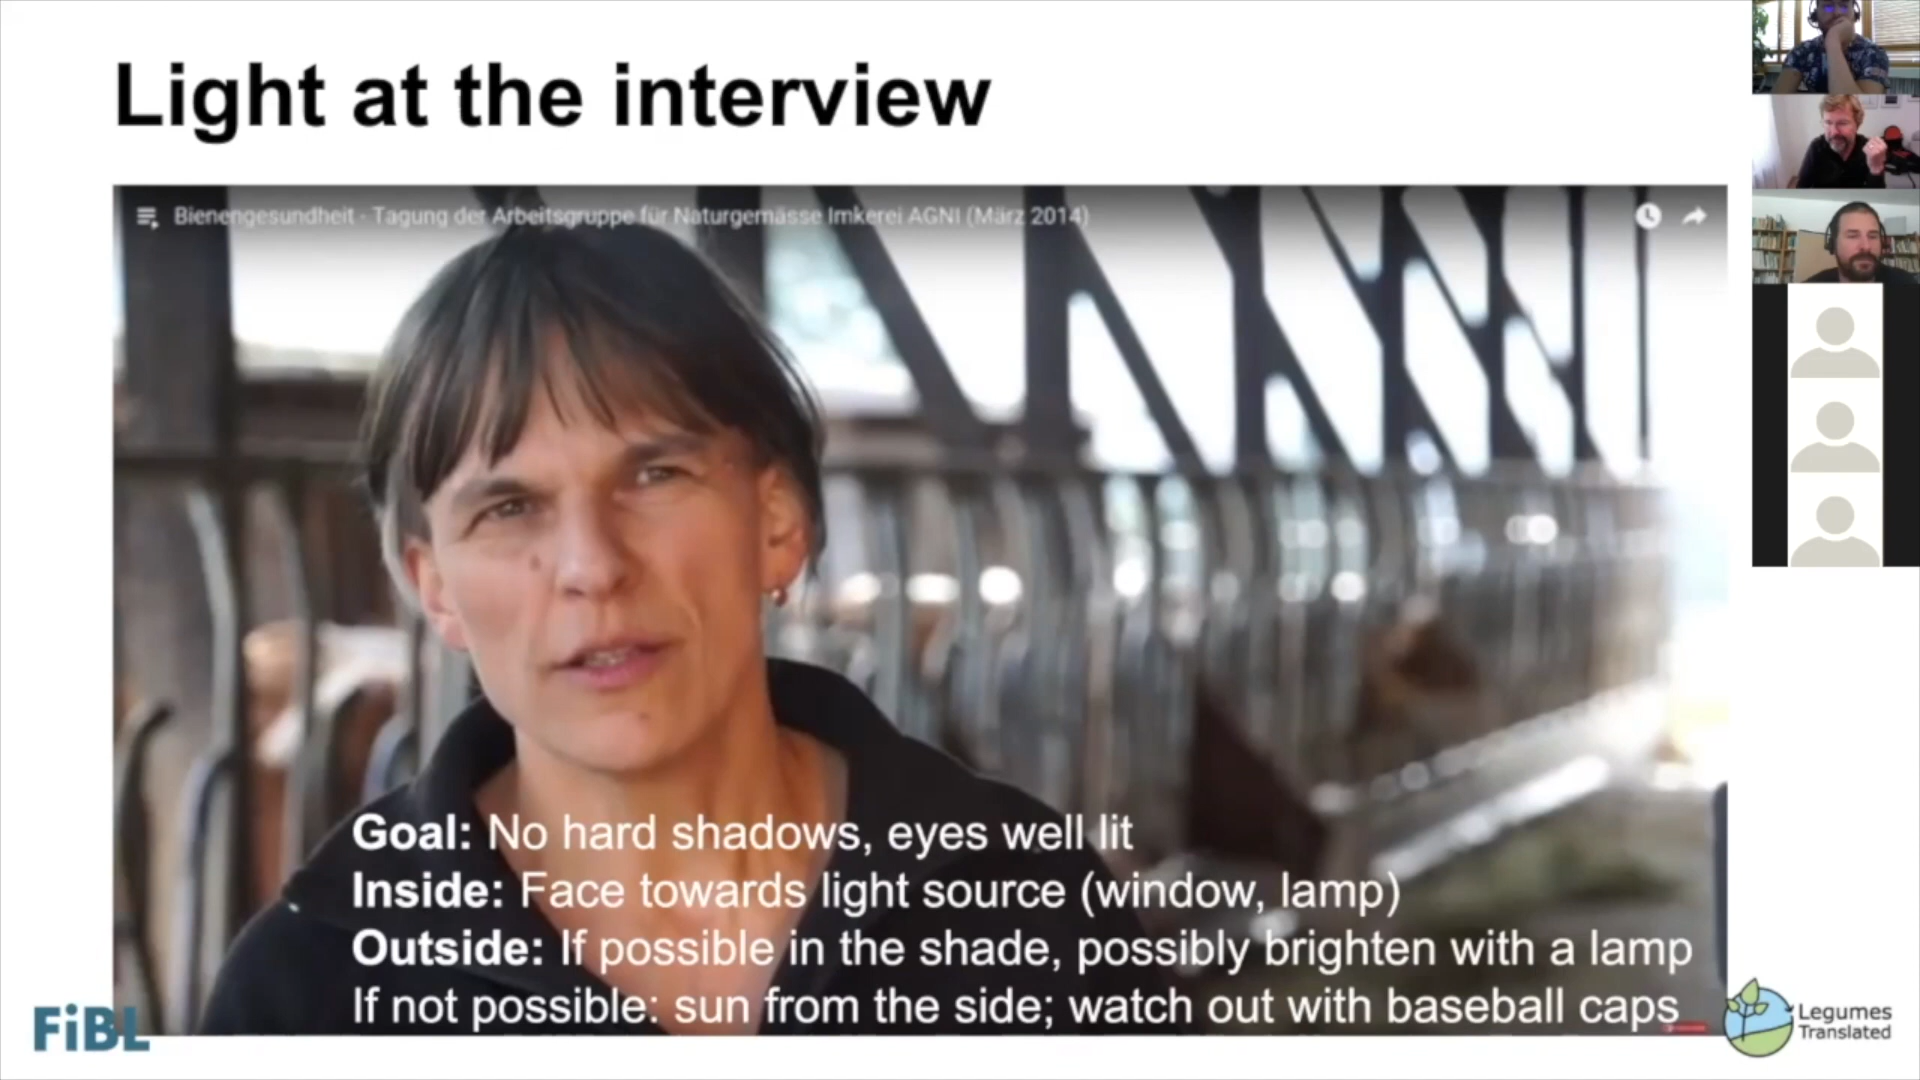 Light at the interview
Bienengesundheit - Tagung der Arbeitsgruppe für Naturgemässe Imkerei AGNI (März 2014)
Goal: No hard shadows, eyes well lit
Inside: Face towards light source (window, lamp)
Outside: If possible in the shade, possibly brighten with a lamp
If not possible: sun from the side; watch out with baseball caps
FiBL
Legumes
Translated